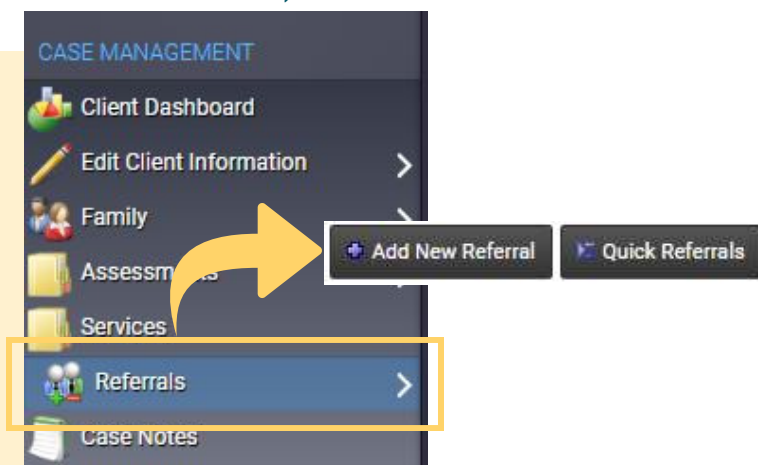 CASE MANAGEMENT
Client Dashboard
Edit Client Information
Family
Add New Referral
Quick Referrals
Services
Referrals
Case Notes